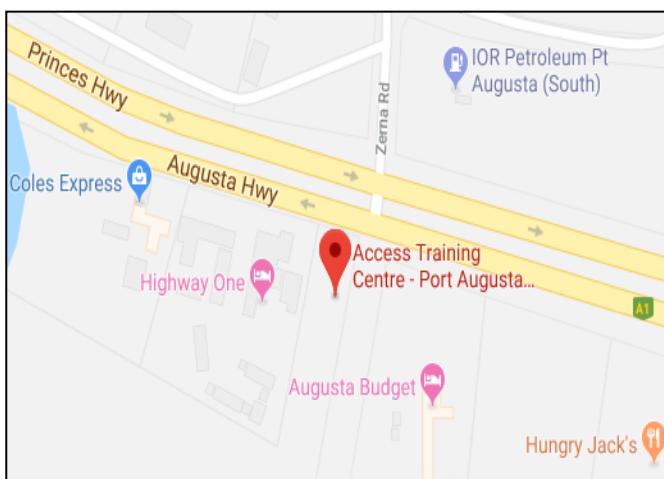 Princes Hwy
IOR Petroleum Pt
Augusta (South)
Zerna Rd
Augusta Hwy
Coles Express
Access Training
Centre - Port Augusta...
Highway One
A1
Augusta Budget
Hungry Jack's